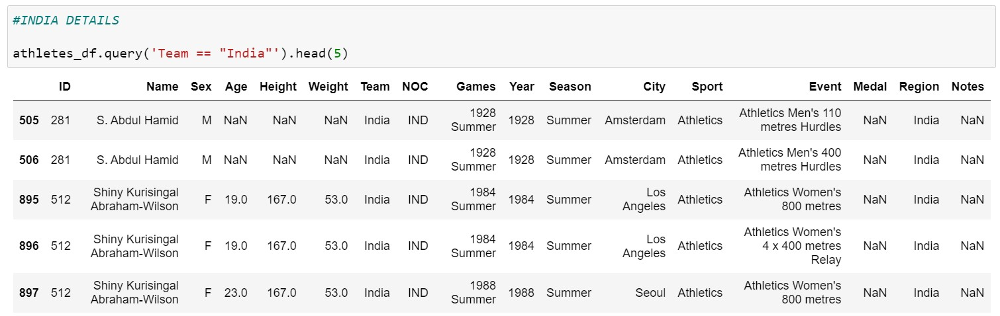 #INDIA DETAILS
athletes_df.query('Team == "India"').head(5)
ID Name Sex Age Height Weight Team NOC Games Year Season City Sport Event Medal Region Notes
505 281 S. Abdul Hamid M NaN NaN NaN India IND 1928 Summer 1928 Summer Amsterdam Athletics Athletics Men's 110 metres Hurdles NaN India NaN
506 281 S. Abdul Hamid M NaN NaN NaN India IND 1928 Summer 1928 Summer Amsterdam Athletics Athletics Men's 400 metres Hurdles NaN India NaN
895 512 Shiny Kurisingal Abraham-Wilson F 19.0 167.0 53.0 India IND 1984 Summer 1984 Summer Los Angeles Athletics Athletics Women's 800 metres NaN India NaN
896 512 Shiny Kurisingal Abraham-Wilson F 19.0 167.0 53.0 India IND 1984 Summer 1984 Summer Los Angeles Athletics Athletics Women's 4 x 400 metres Relay NaN India NaN
897 512 Shiny Kurisingal Abraham-Wilson F 23.0 167.0 53.0 India IND 1988 Summer 1988 Summer Seoul Athletics Athletics Women's 800 metres NaN India NaN